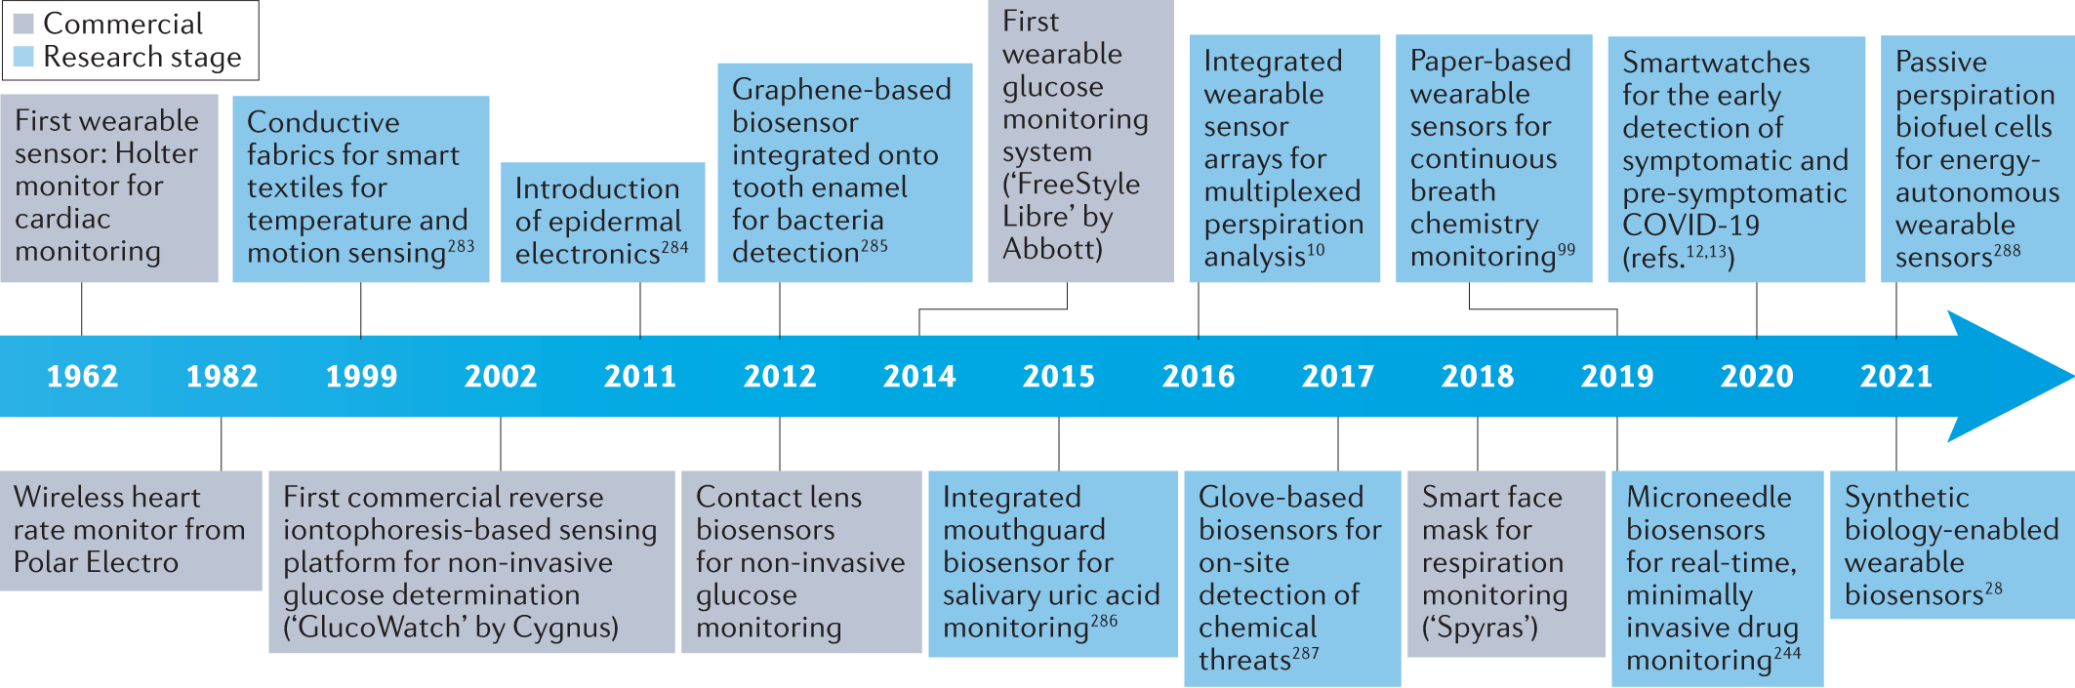 Commercial
Research stage
First wearable
sensor: Holter
monitor for
cardiac
monitoring
Conductive
fabrics for smart
textiles for
temperature and
motion sensing283
Introduction
of epidermal
electronics284
Graphene-based
biosensor
integrated onto
tooth enamel
for bacteria
detection285
First
wearable
glucose
monitoring
system
(‘FreeStyle
Libre’ by
Abbott)
Integrated
wearable
sensor
arrays for
multiplexed
perspiration
analysis10
Paper-based
wearable
sensors for
continuous
breath
chemistry
monitoring99
Smartwatches
for the early
detection of
symptomatic and
pre-symptomatic
COVID-19
(refs.12,13)
Passive
perspiration
biofuel cells
for energy-
autonomous
wearable
sensors288
1962 1982 1999 2002 2011 2012 2014 2015 2016 2017 2018 2019 2020 2021
Wireless heart
rate monitor from
Polar Electro
First commercial reverse
iontophoresis-based sensing
platform for non-invasive
glucose determination
(‘GlucoWatch’ by Cygnus)
Contact lens
biosensors
for non-invasive
glucose
monitoring
Integrated
mouthguard
biosensor for
salivary uric acid
monitoring286
Glove-based
biosensors for
on-site
detection of
chemical
threats287
Smart face
mask for
respiration
monitoring
(‘Spyras’)
Microneedle
biosensors
for real-time,
minimally
invasive drug
monitoring244
Synthetic
biology-enabled
wearable
biosensors28